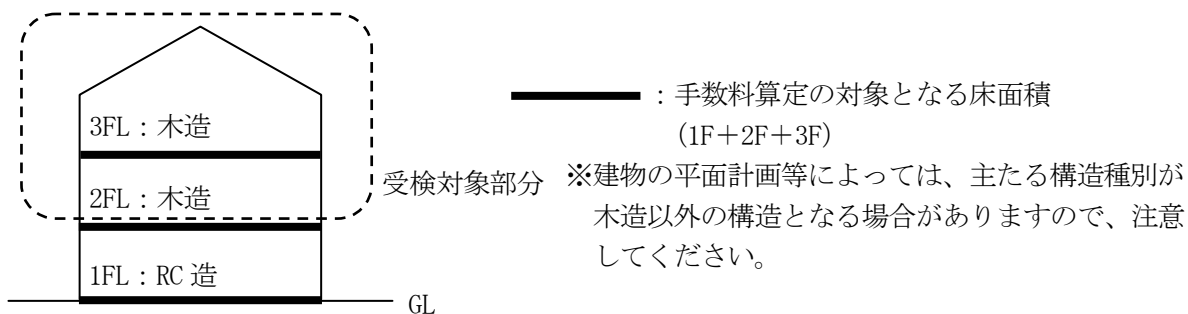 3FL：木造
2FL：木造
1FL：RC 造
GL
受検対象部分
：手数料算定の対象となる床面積
(1F＋2F＋3F)
※建物の平面計画等によっては、主たる構造種別が
木造以外の構造となる場合がありますので、注意
してください。